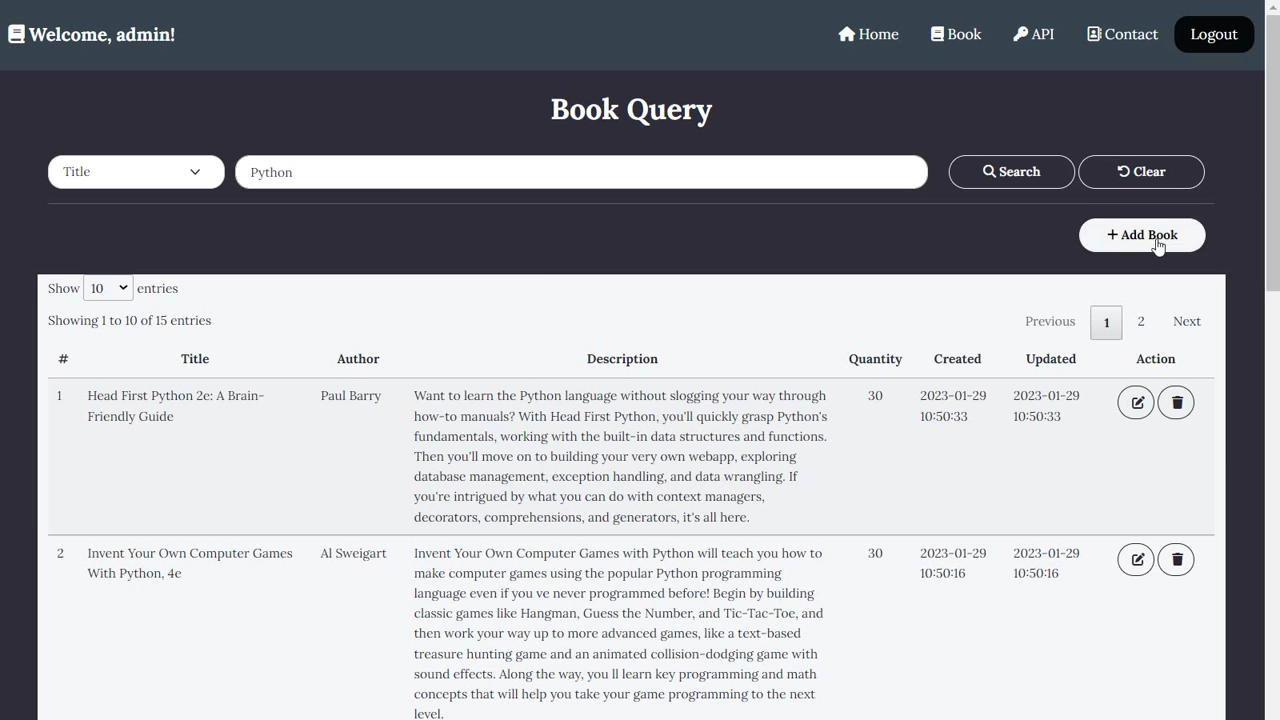 Welcome, admin!
Home
Book
API
Contact
Logout
Book Query
Title
Python
Search
Clear
+ Add Book
Show 10 entries
Showing 1 to 10 of 15 entries
Previous
1
2
Next
# Title Author Description Quantity Created Updated Action
1
Head First Python 2e: A Brain-
Friendly Guide
Paul Barry
Want to learn the Python language without slogging your way through
how-to manuals? With Head First Python, you'll quickly grasp Python's
fundamentals, working with the built-in data structures and functions.
Then you'll move on to building your very own webapp, exploring
database management, exception handling, and data wrangling. If
you're intrigued by what you can do with context managers,
decorators, comprehensions, and generators, it's all here.
30
2023-01-29
10:50:33
2023-01-29
10:50:33
2
Invent Your Own Computer Games
With Python, 4e
Al Sweigart
Invent Your Own Computer Games with Python will teach you how to
make computer games using the popular Python programming
language even if you ve never programmed before! Begin by building
classic games like Hangman, Guess the Number, and Tic-Tac-Toe, and
then work your way up to more advanced games, like a text-based
treasure hunting game and an animated collision-dodging game with
sound effects. Along the way, you ll learn key programming and math
concepts that will help you take your game programming to the next
level.
30
2023-01-29
10:50:16
2023-01-29
10:50:16